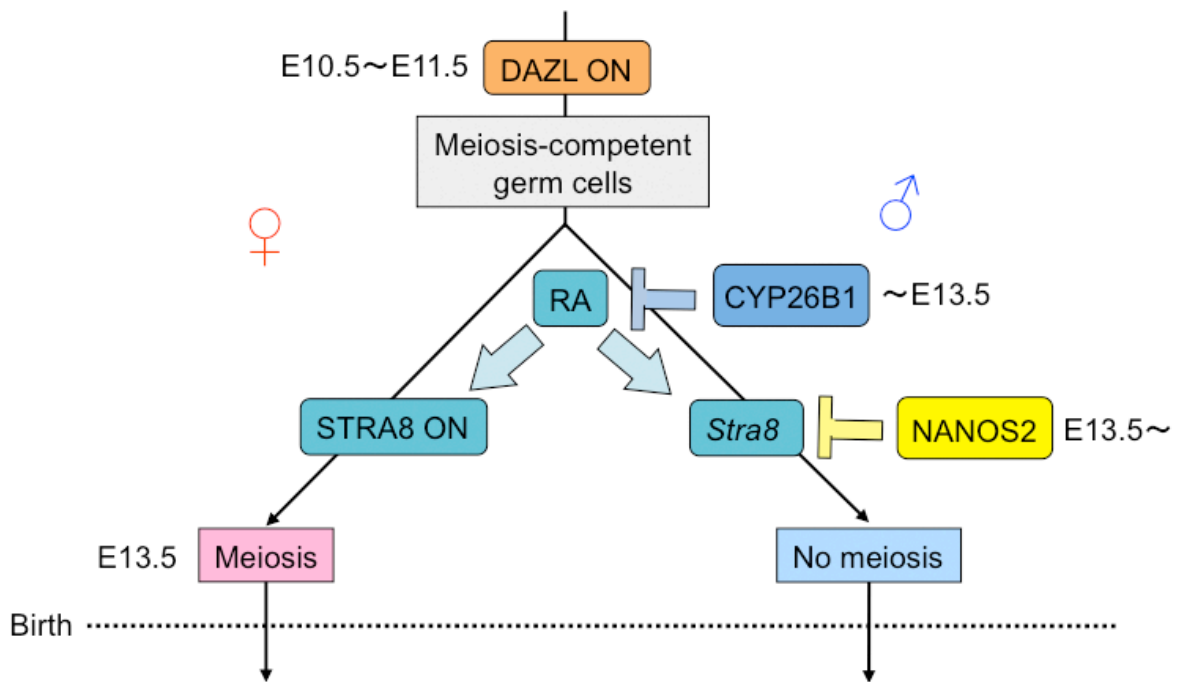 E10.5～E11.5
DAZL ON
Meiosis-competent
germ cells
♀
♂
RA
CYP26B1
～E13.5
STRA8 ON
Stra8
NANOS2
E13.5～
E13.5
Meiosis
No meiosis
Birth